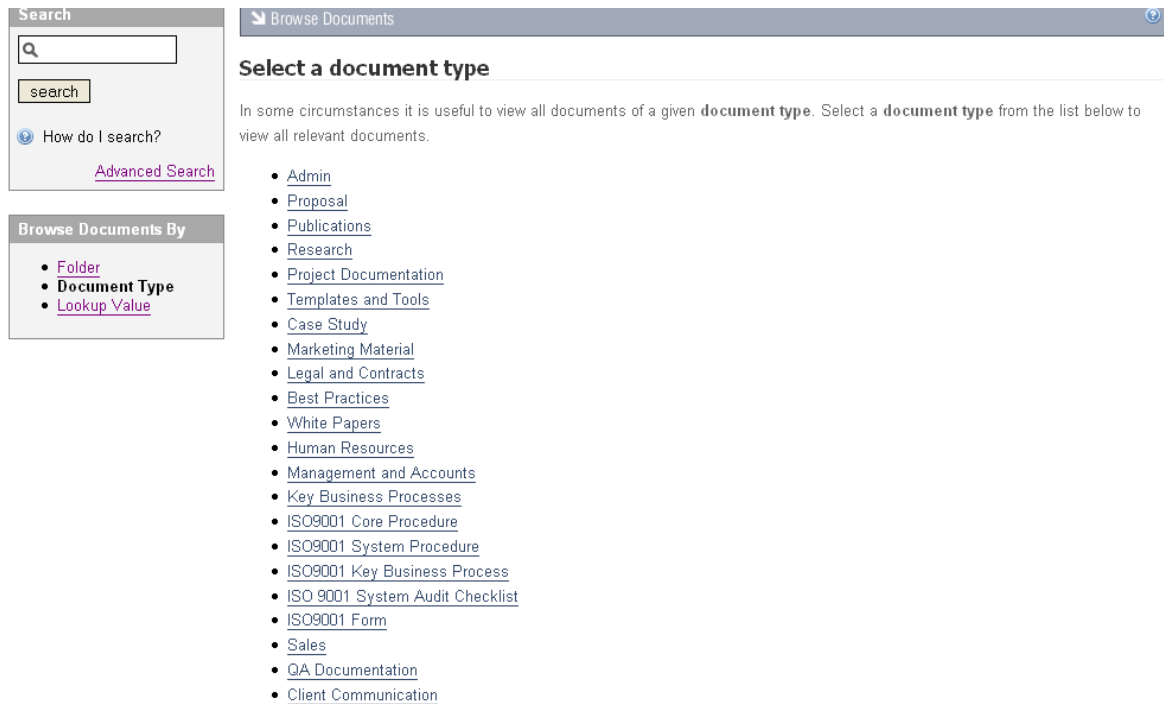 Search
search
How do I search?
Advanced Search
Browse Documents By
Folder
Document Type
Lookup Value
Browse Documents
Select a document type
In some circumstances it is useful to view all documents of a given document type. Select a document type from the list below to
view all relevant documents.
Admin
Proposal
Publications
Research
Project Documentation
Templates and Tools
Case Study
Marketing Material
Legal and Contracts
Best Practices
White Papers
Human Resources
Management and Accounts
Key Business Processes
ISO9001 Core Procedure
ISO9001 System Procedure
ISO9001 Key Business Process
ISO 9001 System Audit Checklist
ISO9001 Form
Sales
QA Documentation
Client Communication